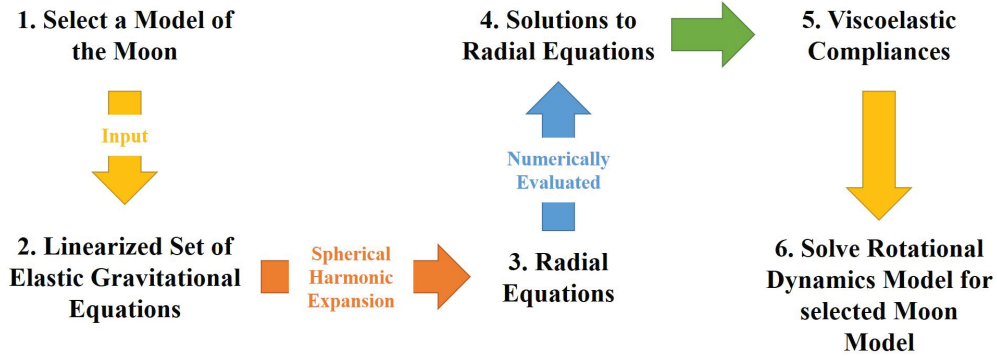 1. Select a Model of
the Moon
Input
2. Linearized Set of
Elastic Gravitational
Equations
Spherical
Harmonic
Expansion
3. Radial
Equations
Numerically
Evaluated
4. Solutions to
Radial Equations
5. Viscoelastic
Compliances
6. Solve Rotational
Dynamics Model for
selected Moon
Model